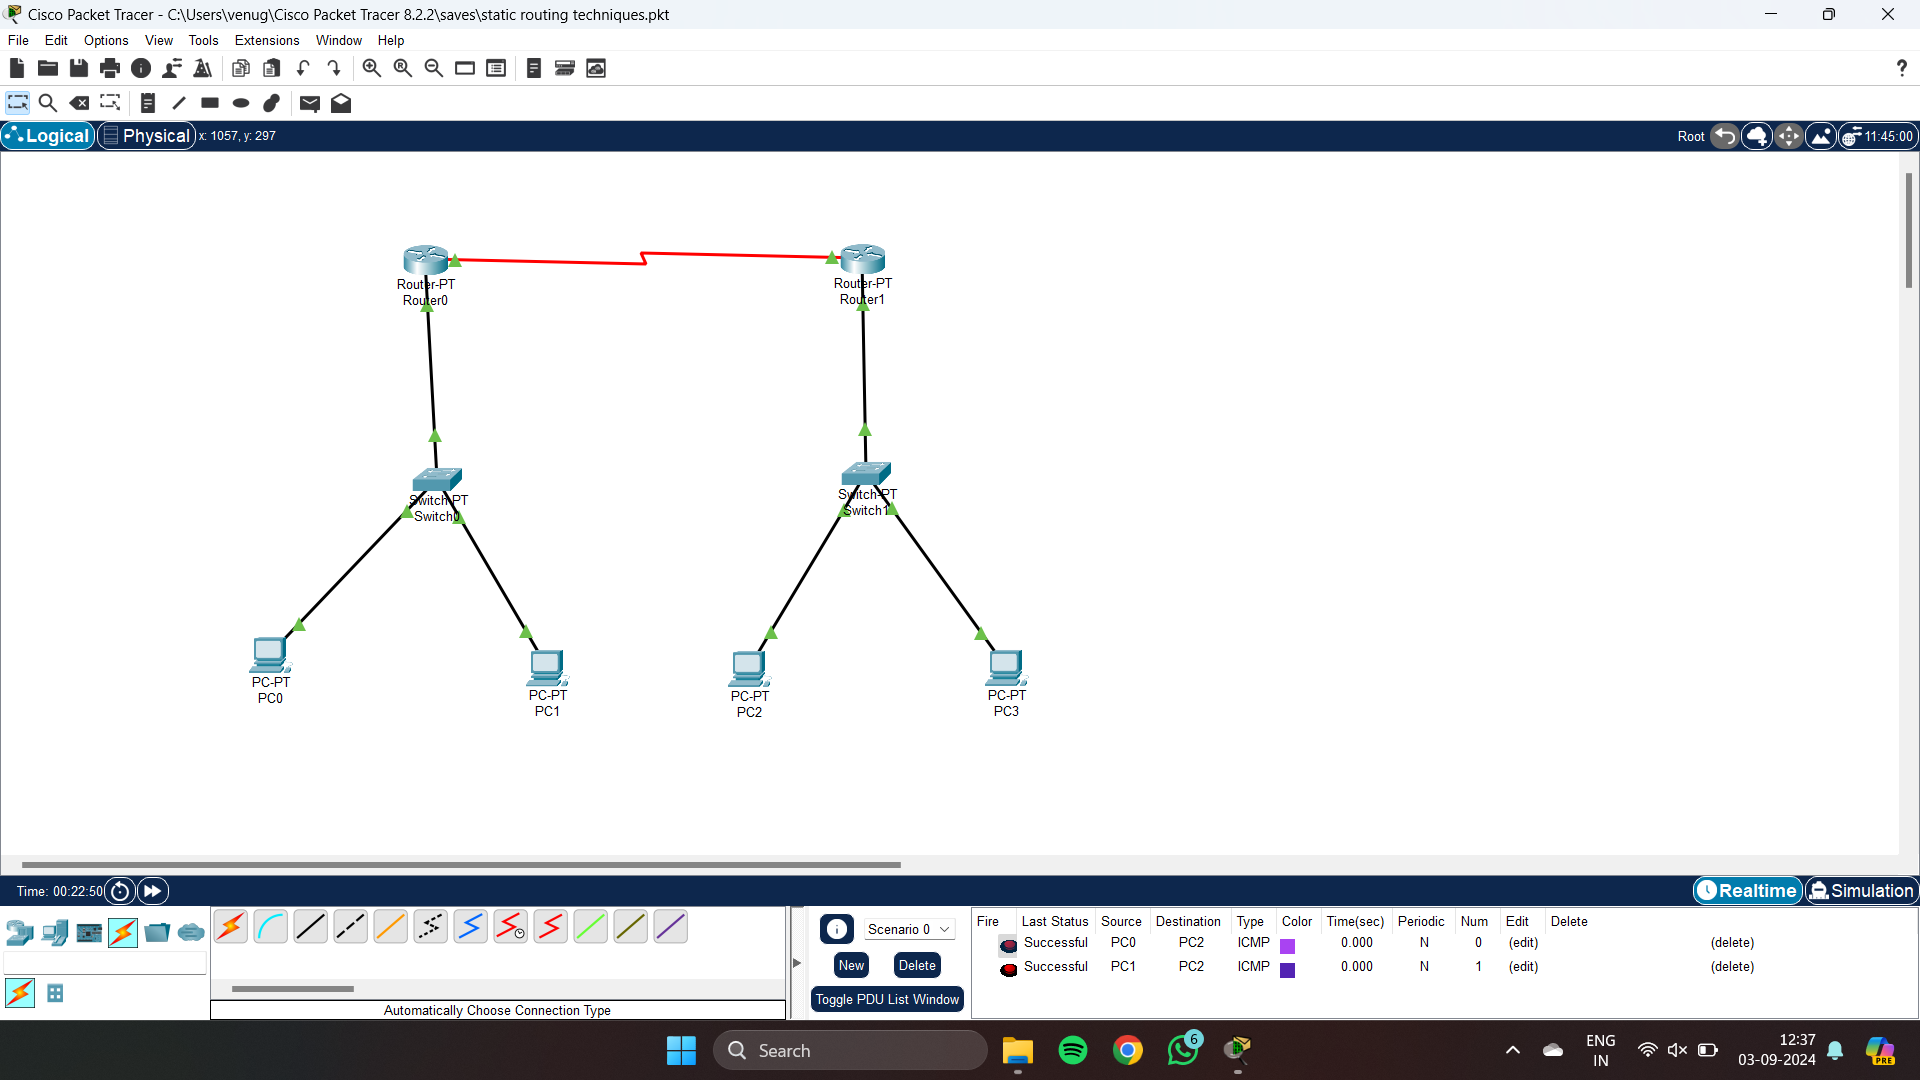 Cisco Packet Tracer - C:\Users\venug\Cisco Packet Tracer 8.2.2\saves\static routing techniques.pkt
File Edit Options View Tools Extensions Window Help
?
Logical Physical x: 1057, y: 297 Root 11:45:00
Router-PT
Router0
Router-PT
Router1
Switch-PT
Switch0
Switch-PT
Switch1
PC-PT
PC0
PC-PT
PC1
PC-PT
PC2
PC-PT
PC3
Time: 00:22:50 Realtime Simulation
Scenario 0
New Delete
Toggle PDU List Window
Automatically Choose Connection Type
Fire Last Status Source Destination Type Color Time(sec) Periodic Num Edit Delete
Successful PC0 PC2 ICMP 0.000 N 0 (edit) (delete)
Successful PC1 PC2 ICMP 0.000 N 1 (edit) (delete)
Search
6
ENG
IN
12:37
03-09-2024
PRE